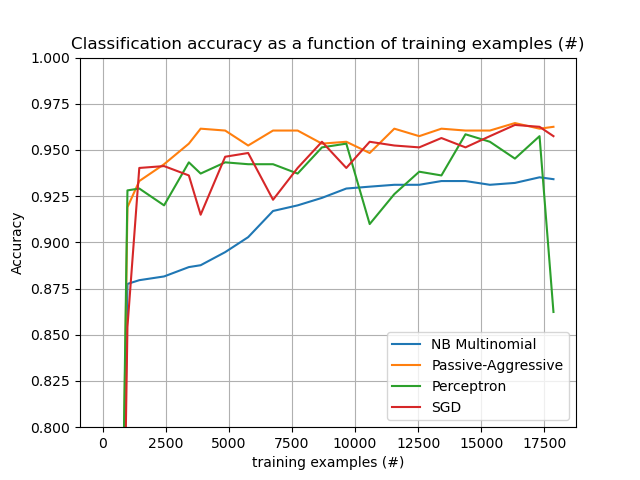 Classification accuracy as a function of training examples (#)
1.000
0.975
0.950
0.925
0.900
0.875
0.850
0.825
0.800
Accuracy
NB Multinomial
Passive-Aggressive
Perceptron
SGD
0 2500 5000 7500 10000 12500 15000 17500
training examples (#)